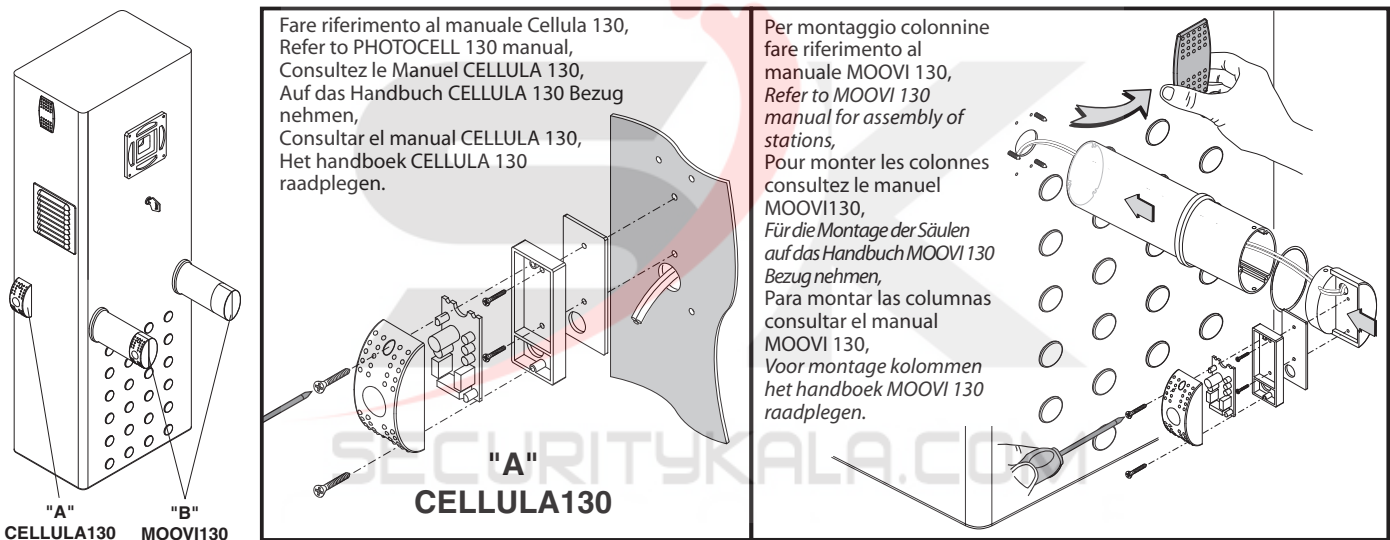 "A"
CELLULA130
"B"
MOOVI130
Fare riferimento al manuale Cellula 130,
Refer to PHOTOCELL 130 manual,
Consultez le Manuel CELLULA 130,
Auf das Handbuch CELLULA 130 Bezug
nehmen,
Consultar el manual CELLULA 130,
Het handboek CELLULA 130
raadplegen.
"A"
CELLULA130
Per montaggio colonnine
fare riferimento al
manuale MOOVI 130,
Refer to MOOVI 130
manual for assembly of
stations,
Pour monter les colonnes
consultez le manuel
MOOVI130,
Für die Montage der Säulen
auf das Handbuch MOOVI 130
Bezug nehmen,
Para montar las columnas
consultar el manual
MOOVI 130,
Voor montage kolommen
het handboek MOOVI 130
raadplegen.
SK
SECURITYKALA.COM